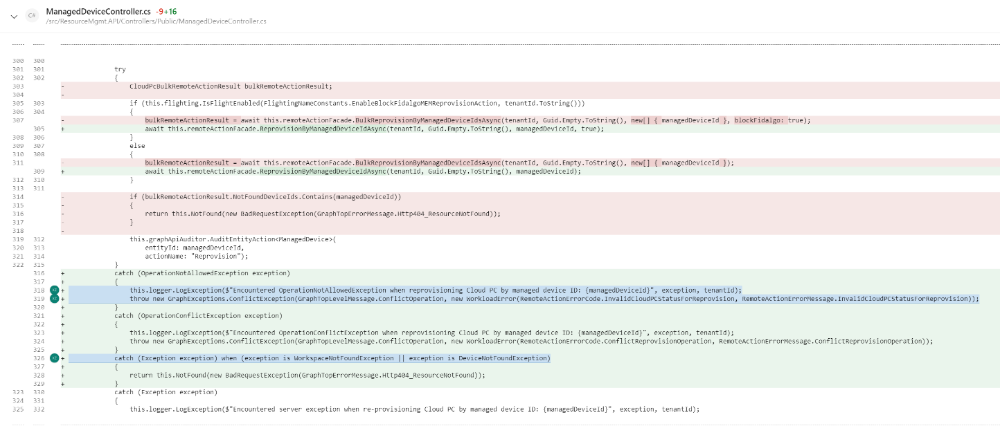 C#
ManagedDeviceController.cs -9+16
/src/ResourceMgmt.API/Controllers/Public/ManagedDeviceController.cs
300 300
301 301 try
302 302 {
303 - CloudPcBulkRemoteActionResult bulkRemoteActionResult;
304 -
305 303 if (this.flighting.IsFlightEnabled(FlightingNameConstants.EnableBlockFidalgoMEMReprovisionAction, tenantId.ToString()))
306 304 {
307 - bulkRemoteActionResult = await this.remoteActionFacade.BulkReprovisionByManagedDeviceIdsAsync(tenantId, Guid.Empty.ToString(), new[] { managedDeviceId }, blockFidalgo: true);
305 + await this.remoteActionFacade.ReprovisionByManagedDeviceIdAsync(tenantId, Guid.Empty.ToString(), managedDeviceId, true);
308 306 }
309 307 else
310 308 {
311 - bulkRemoteActionResult = await this.remoteActionFacade.BulkReprovisionByManagedDeviceIdsAsync(tenantId, Guid.Empty.ToString(), new[] { managedDeviceId });
309 + await this.remoteActionFacade.ReprovisionByManagedDeviceIdAsync(tenantId, Guid.Empty.ToString(), managedDeviceId);
312 310 }
313 311
314 - if (bulkRemoteActionResult.NotFoundDeviceIds.Contains(managedDeviceId))
315 - {
316 - return this.NotFound(new BadRequestException(GraphTopErrorMessage.Http404_ResourceNotFound));
317 - }
318 -
319 312 this.graphApiAuditor.AuditEntityAction<ManagedDevice>(
320 313 entityId: managedDeviceId,
321 314 actionName: "Reprovision");
322 315 }
316 + catch (OperationNotAllowedException exception)
317 + {
318 + this.logger.LogException($"Encountered OperationNotAllowedException when reprovisioning Cloud PC by managed device ID: {managedDeviceId}", exception, tenantId);
319 + throw new GraphExceptions.ConflictException(GraphTopLevelMessage.ConflictOperation, new WorkloadError(RemoteActionErrorCode.InvalidCloudPCStatusForReprovision, RemoteActionErrorMessage.InvalidCloudPCStatusForReprovision));
320 + }
321 + catch (OperationConflictException exception)
322 + {
323 + this.logger.LogException($"Encountered OperationConflictException when reprovisioning Cloud PC by managed device ID: {managedDeviceId}", exception, tenantId);
324 + throw new GraphExceptions.ConflictException(GraphTopLevelMessage.ConflictOperation, new WorkloadError(RemoteActionErrorCode.ConflictReprovisionOperation, RemoteActionErrorMessage.ConflictReprovisionOperation));
325 + }
326 + catch (Exception exception) when (exception is WorkspaceNotFoundException || exception is DeviceNotFoundException)
327 + {
328 + return this.NotFound(new BadRequestException(GraphTopErrorMessage.Http404_ResourceNotFound));
329 + }
323 330 catch (Exception exception)
324 331 {
325 332 this.logger.LogException($"Encountered server exception when re-provisioning Cloud PC by managed device ID: {managedDeviceId}", exception, tenantId);